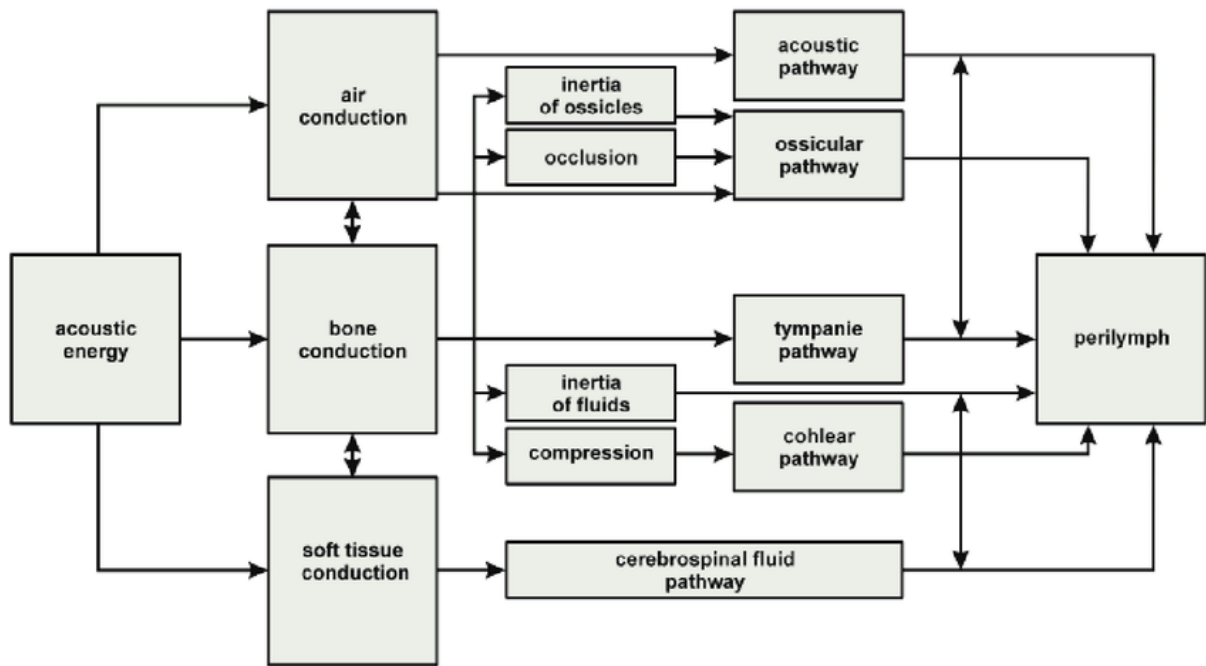 air
conduction
acoustic
pathway
inertia
of ossicles
occlusion
ossicular
pathway
acoustic
energy
bone
conduction
tympanie
pathway
perilymph
inertia
of fluids
compression
cohlear
pathway
soft tissue
conduction
cerebrospinal fluid
pathway